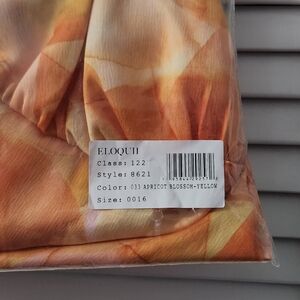 ELOQUII
Class: 122
Style: 8621
Color: 033 APRICOT BLOSSOM-YELLOW
Size: 0016